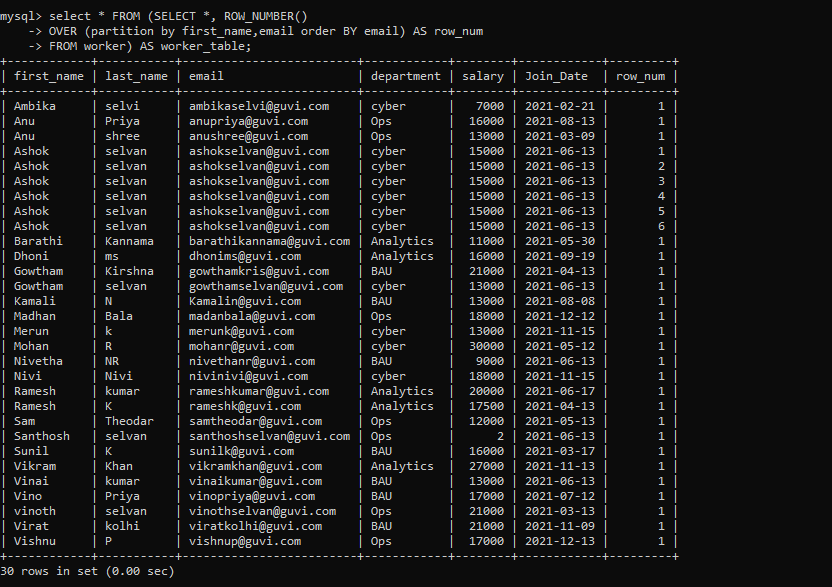 mysql> select * FROM (SELECT *, ROW_NUMBER()
    -> OVER (partition by first_name,email order BY email) AS row_num
    -> FROM worker) AS worker_table;
+------------+-----------+-------------------------+------------+--------+------------+---------+
| first_name | last_name | email                   | department | salary | Join_Date  | row_num |
+------------+-----------+-------------------------+------------+--------+------------+---------+
| Ambika     | selvi     | ambikaselvi@guvi.com    | cyber      |   7000 | 2021-02-21 |       1 |
| Anu        | Priya     | anupriya@guvi.com       | Ops        |  16000 | 2021-08-13 |       1 |
| Anu        | shree     | anushree@guvi.com       | Ops        |  13000 | 2021-03-09 |       1 |
| Ashok      | selvan    | ashokselvan@guvi.com    | cyber      |  15000 | 2021-06-13 |       1 |
| Ashok      | selvan    | ashokselvan@guvi.com    | cyber      |  15000 | 2021-06-13 |       2 |
| Ashok      | selvan    | ashokselvan@guvi.com    | cyber      |  15000 | 2021-06-13 |       3 |
| Ashok      | selvan    | ashokselvan@guvi.com    | cyber      |  15000 | 2021-06-13 |       4 |
| Ashok      | selvan    | ashokselvan@guvi.com    | cyber      |  15000 | 2021-06-13 |       5 |
| Ashok      | selvan    | ashokselvan@guvi.com    | cyber      |  15000 | 2021-06-13 |       6 |
| Barathi    | Kannama   | barathikannama@guvi.com | Analytics  |  11000 | 2021-05-30 |       1 |
| Dhoni      | ms        | dhonims@guvi.com        | Analytics  |  16000 | 2021-09-19 |       1 |
| Gowtham    | Kirshna   | gowthamkris@guvi.com    | BAU        |  21000 | 2021-04-13 |       1 |
| Gowtham    | selvan    | gowthamselvan@guvi.com  | cyber      |  13000 | 2021-06-13 |       1 |
| Kamali     | N         | Kamalin@guvi.com        | BAU        |  13000 | 2021-08-08 |       1 |
| Madhan     | Bala      | madanbala@guvi.com      | Ops        |  18000 | 2021-12-12 |       1 |
| Merun      | k         | merunk@guvi.com         | cyber      |  13000 | 2021-11-15 |       1 |
| Mohan      | R         | mohanr@guvi.com         | cyber      |  30000 | 2021-05-12 |       1 |
| Nivetha    | NR        | nivethanr@guvi.com      | BAU        |   9000 | 2021-06-13 |       1 |
| Nivi       | Nivi      | nivinivi@guvi.com       | cyber      |  18000 | 2021-11-15 |       1 |
| Ramesh     | kumar     | rameshkumar@guvi.com    | Analytics  |  20000 | 2021-06-17 |       1 |
| Ramesh     | K         | rameshk@guvi.com        | Analytics  |  17500 | 2021-04-13 |       1 |
| Sam        | Theodar   | samtheodar@guvi.com     | Ops        |  12000 | 2021-05-13 |       1 |
| Santhosh   | selvan    | santhoshselvan@guvi.com | Ops        |      2 | 2021-06-13 |       1 |
| Sunil      | K         | sunilk@guvi.com         | BAU        |  16000 | 2021-03-17 |       1 |
| Vikram     | Khan      | vikramkhan@guvi.com     | Analytics  |  27000 | 2021-11-13 |       1 |
| Vinai      | kumar     | vinaikumar@guvi.com     | BAU        |  13000 | 2021-06-13 |       1 |
| Vino       | Priya     | vinopriya@guvi.com      | BAU        |  17000 | 2021-07-12 |       1 |
| vinoth     | selvan    | vinothselvan@guvi.com   | Ops        |  21000 | 2021-03-13 |       1 |
| Virat      | kolhi     | viratkolhi@guvi.com     | BAU        |  21000 | 2021-11-09 |       1 |
| Vishnu     | P         | vishnup@guvi.com        | Ops        |  17000 | 2021-12-13 |       1 |
+------------+-----------+-------------------------+------------+--------+------------+---------+
30 rows in set (0.00 sec)